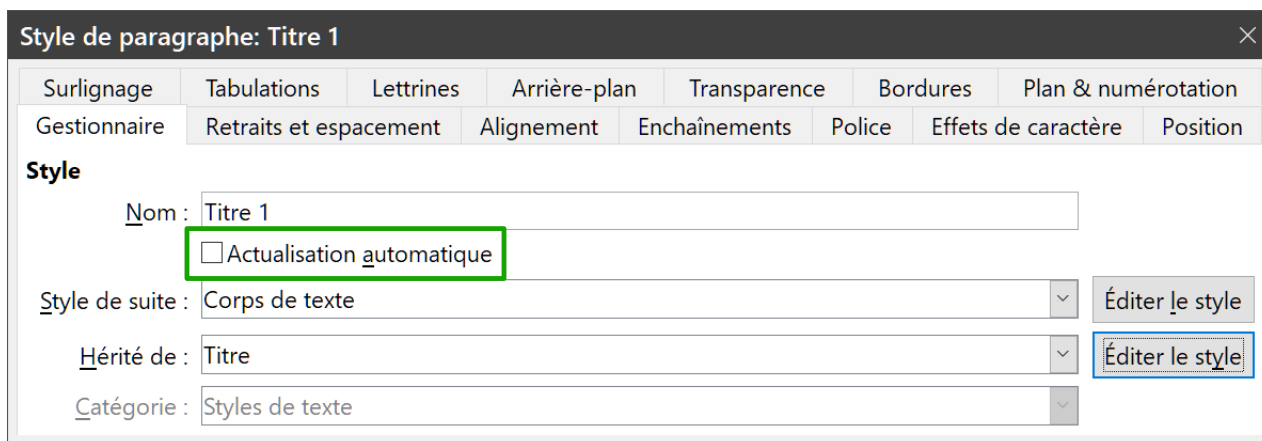 Style de paragraphe: Titre 1
Surlignage Tabulations Lettrines Arrière-plan Transparence Bordures Plan & numérotation
Gestionnaire Retraits et espacement Alignement Enchaînements Police Effets de caractère Position
Style
Nom : Titre 1
Actualisation automatique
Style de suite : Corps de texte Éditer le style
Hérité de : Titre Éditer le style
Catégorie : Styles de texte